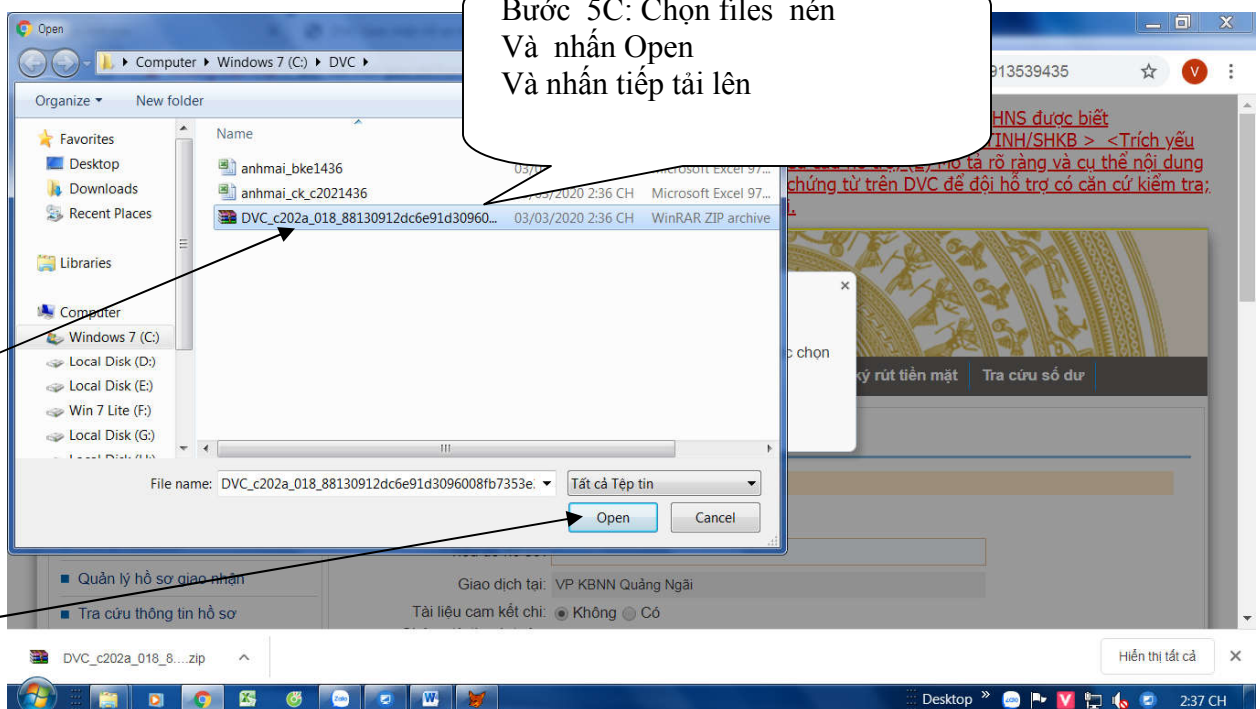 Bước 5C: Chọn files nén
Và nhấn Open
Và nhấn tiếp tải lên
Open
Computer Windows 7 (C:) DVC
913539435
V
Organize New folder
HNS được biết
TINH/SHKB > <Trích yếu
tả rõ ràng và cụ thể nội dung
chứng từ trên DVC để đội hỗ trợ có căn cứ kiểm tra;
Favorites
Desktop
Downloads
Recent Places
Libraries
Computer
Windows 7 (C:)
Local Disk (D:)
Local Disk (E:)
Win 7 Lite (F:)
Local Disk (G:)
Name
anhmai_bke1436 Microsoft Excel 97...
anhmai_ck_c2021436 03/03/2020 2:36 CH Microsoft Excel 97...
DVC_c202a_018_88130912dc6e91d30960... 03/03/2020 2:36 CH WinRAR ZIP archive
×
chọn
ký rút tiền mặt Tra cứu số dư
File name: DVC_c202a_018_88130912dc6e91d3096008fb7353e. Tất cả Tệp tin
Open Cancel
Quản lý hồ sơ giao nhận
Tra cứu thông tin hồ sơ
Giao dịch tại: VP KBNN Quảng Ngãi
Tài liệu cam kết chi: Không Có
DVC_c202a_018_8....zip
Hiển thị tất cả
Desktop » 2:37 CH